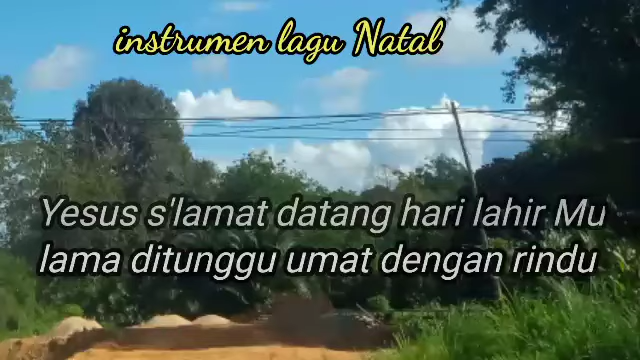 instrumen lagu Natal
Yesus s'lamat datang hari lahir Mu
lama ditunggu umat dengan rindu